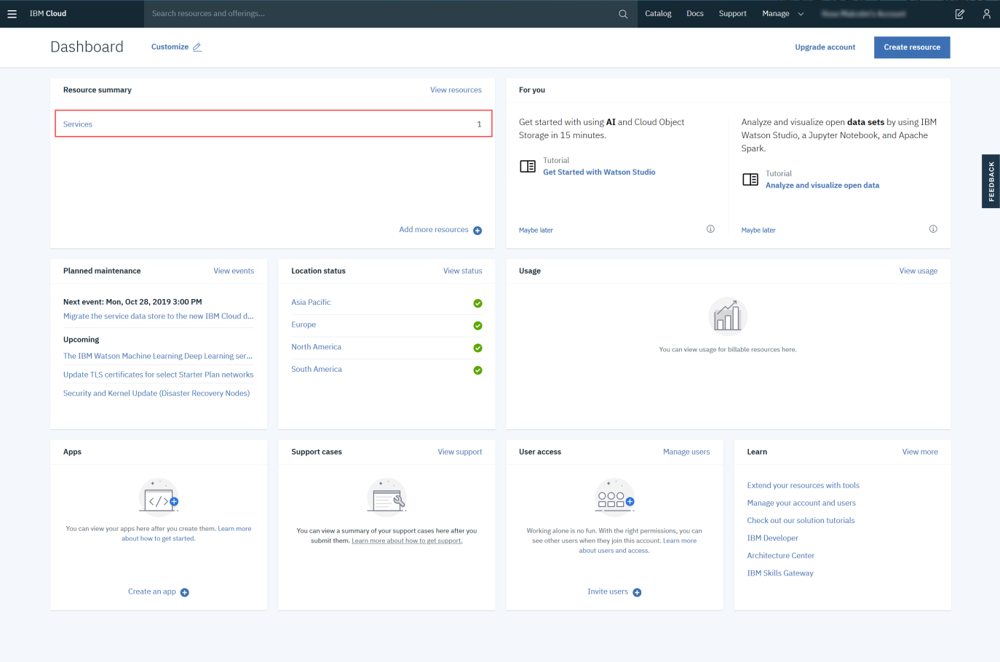 IBM Cloud
Search resources and offerings...
Catalog
Docs
Support
Manage
Dashboard
Customize
Upgrade account
Create resource
Resource summary
View resources
Services
1
Add more resources
For you
Get started with using AI and Cloud Object
Storage in 15 minutes.
Tutorial
Get Started with Watson Studio
Maybe later
Analyze and visualize open data sets by using IBM
Watson Studio, a Jupyter Notebook, and Apache
Spark.
Tutorial
Analyze and visualize open data
Maybe later
FEEDBACK
Planned maintenance
View events
Next event: Mon, Oct 28, 2019 3:00 PM
Migrate the service data store to the new IBM Cloud d...
Upcoming
The IBM Watson Machine Learning Deep Learning ser...
Update TLS certificates for select Starter Plan networks
Security and Kernel Update (Disaster Recovery Nodes)
Location status
View status
Asia Pacific
Europe
North America
South America
Usage
View usage
You can view usage for billable resources here.
Apps
You can view your apps here after you create them. Learn more
about how to get started.
Create an app
Support cases
View support
You can view a summary of your support cases here after you
submit them. Learn more about how to get support.
User access
Manage users
Working alone is no fun. With the right permissions, you can
see other users when they join this account. Learn more
about users and access.
Invite users
Learn
View more
Extend your resources with tools
Manage your account and users
Check out our solution tutorials
IBM Developer
Architecture Center
IBM Skills Gateway